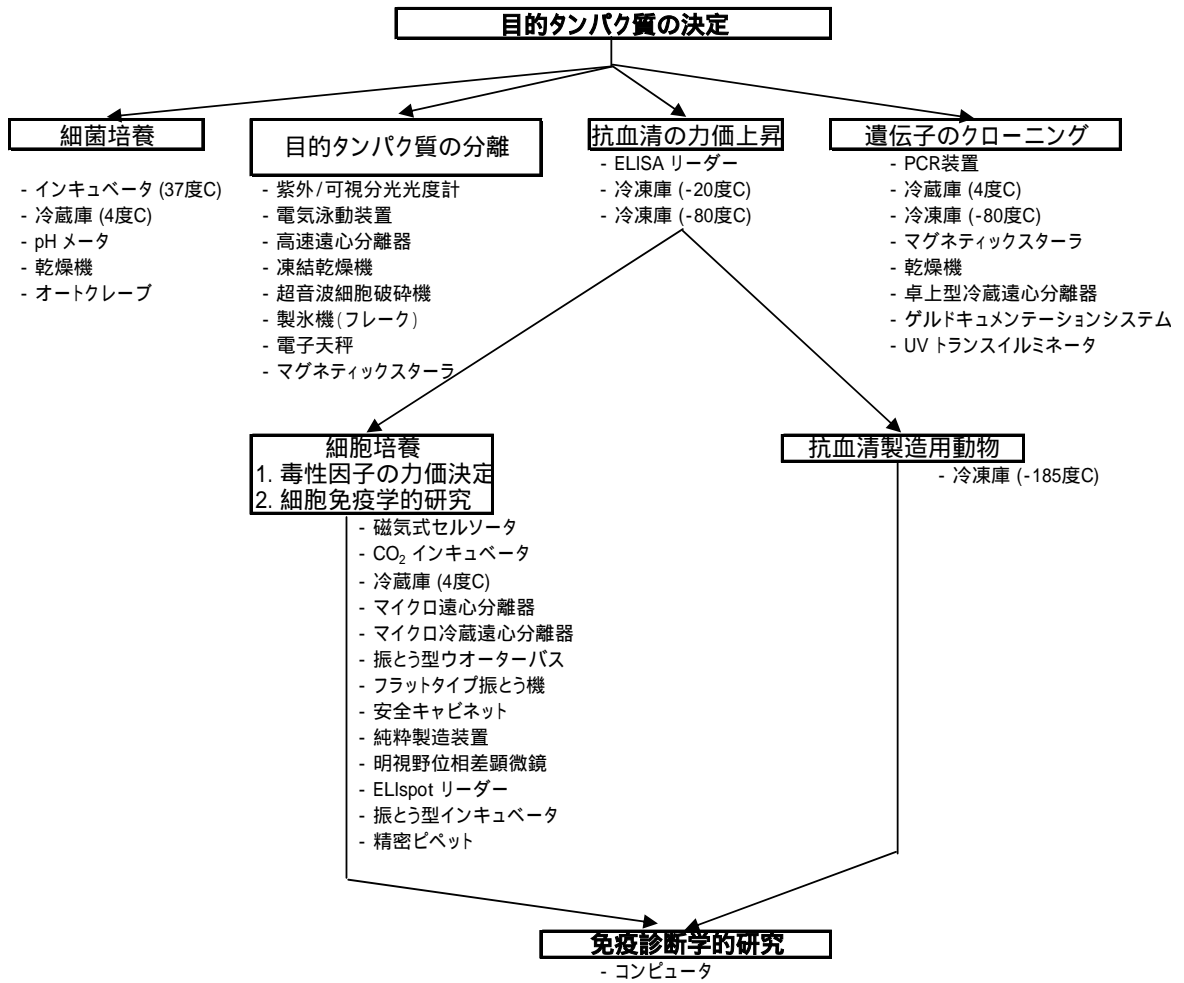 目的タンパク質の決定
細菌培養
- インキュベータ (37度C)
- 冷蔵庫 (4度C)
- pH メータ
- 乾燥機
- オートクレーブ
目的タンパク質の分離
- 紫外/可視分光光度計
- 電気泳動装置
- 高速遠心分離器
- 凍結乾燥機
- 超音波細胞破砕機
- 製氷機(フレーク)
- 電子天秤
- マグネティックスターラ
抗血清の力価上昇
- ELISA リーダー
- 冷凍庫 (-20度C)
- 冷凍庫 (-80度C)
遺伝子のクローニング
- PCR装置
- 冷蔵庫 (4度C)
- 冷凍庫 (-80度C)
- マグネティックスターラ
- 乾燥機
- 卓上型冷蔵遠心分離器
- ゲルドキュメンテーションシステム
- UV トランスイルミネータ
細胞培養
1. 毒性因子の力価決定
2. 細胞免疫学的研究
- 磁気式セルソータ
- CO₂ インキュベータ
- 冷蔵庫 (4度C)
- マイクロ遠心分離器
- マイクロ冷蔵遠心分離器
- 振とう型ウオーターバス
- フラットタイプ振とう機
- 安全キャビネット
- 純粋製造装置
- 明視野位相差顕微鏡
- ELIspot リーダー
- 振とう型インキュベータ
- 精密ピペット
抗血清製造用動物
- 冷凍庫 (-185度C)
免疫診断学的研究
- コンピュータ